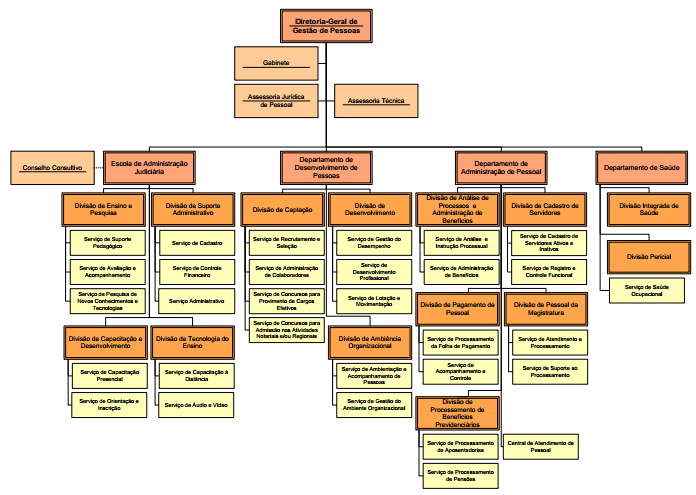 Diretoria-Geral de
Gestão de Pessoas
Gabinete
Assessoria Jurídica
de Pessoal
Assessoria Técnica
Conselho Consultivo
Escola de Administração
Judiciária
Departamento de
Desenvolvimento de
Pessoas
Departamento de
Administração de Pessoal
Departamento de Saúde
Divisão de Ensino e
Pesquisa
Serviço de Suporte
Pedagógico
Serviço de Avaliação e
Acompanhamento
Serviço de Pesquisa de
Novos Conhecimentos e
Tecnologias
Divisão de Suporte
Administrativo
Serviço de Cadastro
Serviço de Controle
Financeiro
Serviço Administrativo
Divisão de Capacitação e
Desenvolvimento
Serviço de Capacitação
Presencial
Serviço de Orientação e
Inscrição
Divisão de Tecnologia do
Ensino
Serviço de Capacitação à
Distância
Serviço de Áudio e Vídeo
Divisão de Captação
Serviço de Recrutamento e
Seleção
Serviço de Administração
de Colaboradores
Serviço de Concursos para
Provimento de Cargos
Efetivos
Serviço de Concursos para
Admissão nas Atividades
Notariais e/ou Regionais
Divisão de
Desenvolvimento
Serviço de Gestão do
Desempenho
Serviço de
Desenvolvimento
Profissional
Serviço de Lotação e
Movimentação
Divisão de Ambiência
Organizacional
Serviço de Ambientação e
Acompanhamento de
Pessoas
Serviço de Gestão do
Ambiente Organizacional
Divisão de Análise de
Processos e
Administração de
Benefícios
Serviço de Análise e
Instrução Processual
Serviço de Administração
de Benefícios
Divisão de Cadastro de
Servidores
Serviço de Cadastro de
Servidores Ativos e
Inativos
Serviço de Registro e
Controle Funcional
Divisão de Pagamento de
Pessoal
Serviço de Processamento
da Folha de Pagamento
Serviço de
Acompanhamento e
Controle
Divisão de Pessoal da
Magistratura
Serviço de Atendimento e
Processamento
Serviço de Suporte ao
Processamento
Divisão de
Processamento de
Benefícios
Previdenciários
Serviço de Processamento
de Aposentadorias
Serviço de Processamento
de Pensões
Central de Atendimento de
Pessoal
Divisão Integrada de
Saúde
Divisão Pericial
Serviço de Saúde
Ocupacional